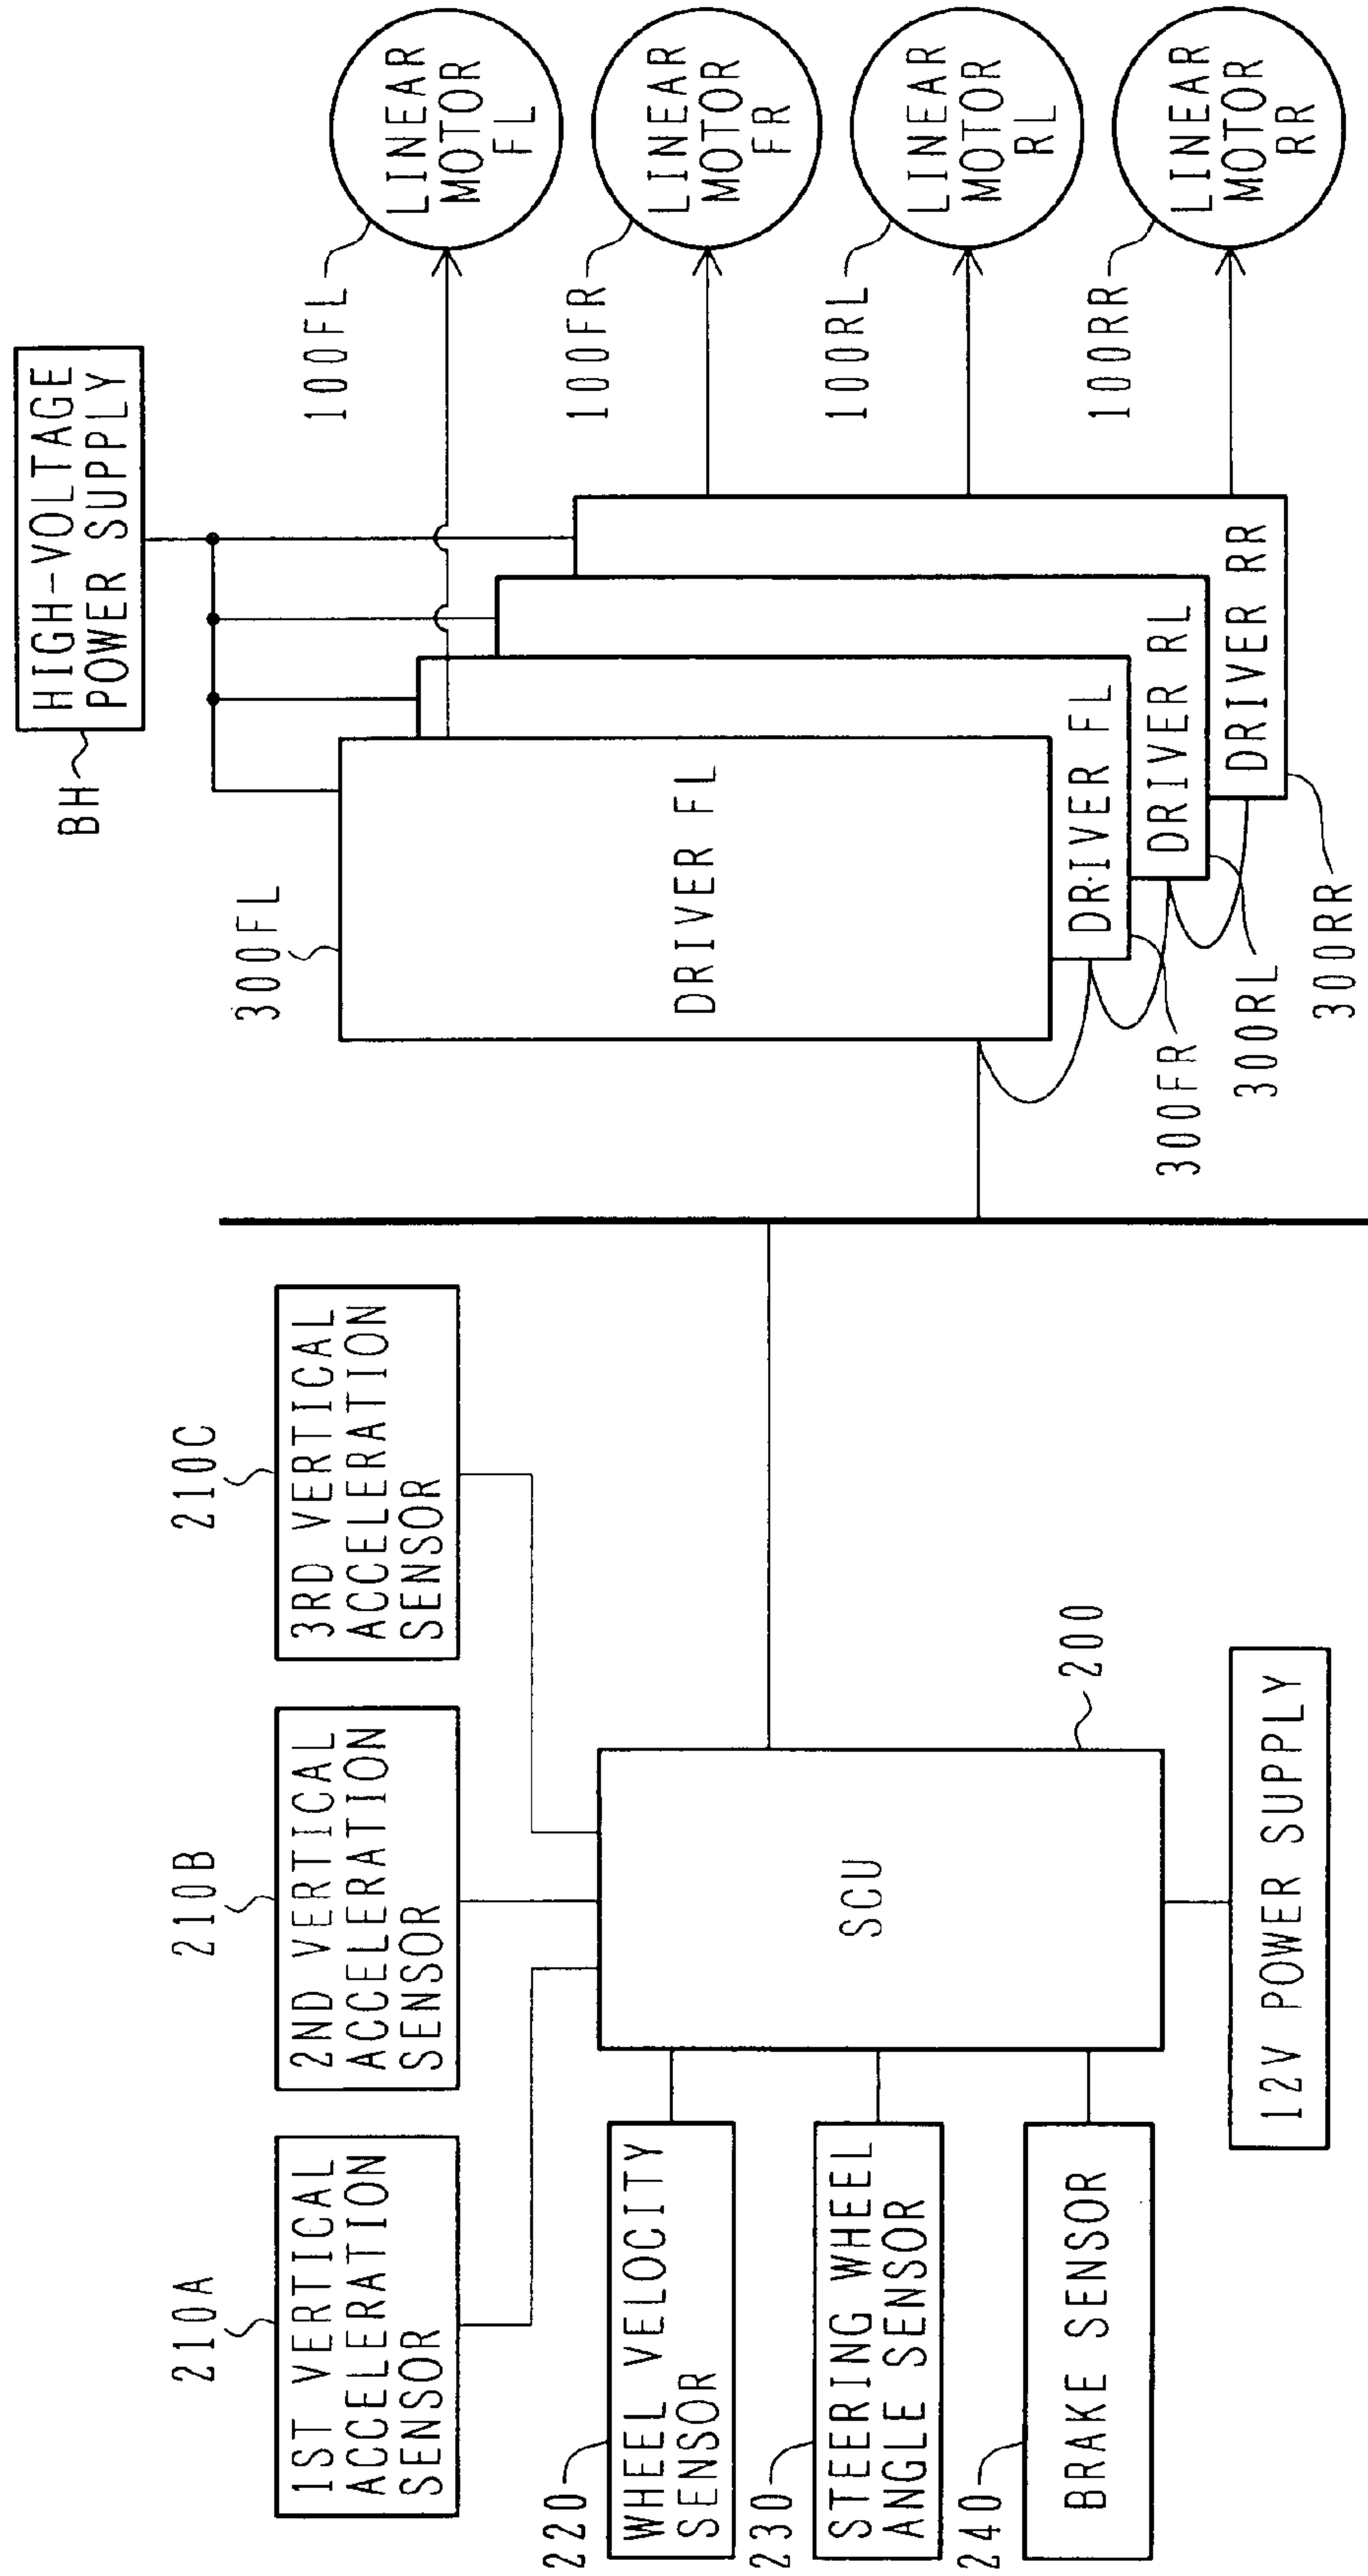 210A
1ST VERTICAL
ACCELERATION
SENSOR
210B
2ND VERTICAL
ACCELERATION
SENSOR
210C
3RD VERTICAL
ACCELERATION
SENSOR
220
WHEEL VELOCITY
SENSOR
230
STEERING WHEEL
ANGLE SENSOR
240
BRAKE SENSOR
SCU
200
12V POWER SUPPLY
BH
HIGH-VOLTAGE
POWER SUPPLY
300FL
DRIVER FL
DRIVER FL
300FR
DRIVER RL
300RL
DRIVER RR
300RR
100FL
LINEAR
MOTOR
FL
100FR
LINEAR
MOTOR
FR
100RL
LINEAR
MOTOR
RL
100RR
LINEAR
MOTOR
RR